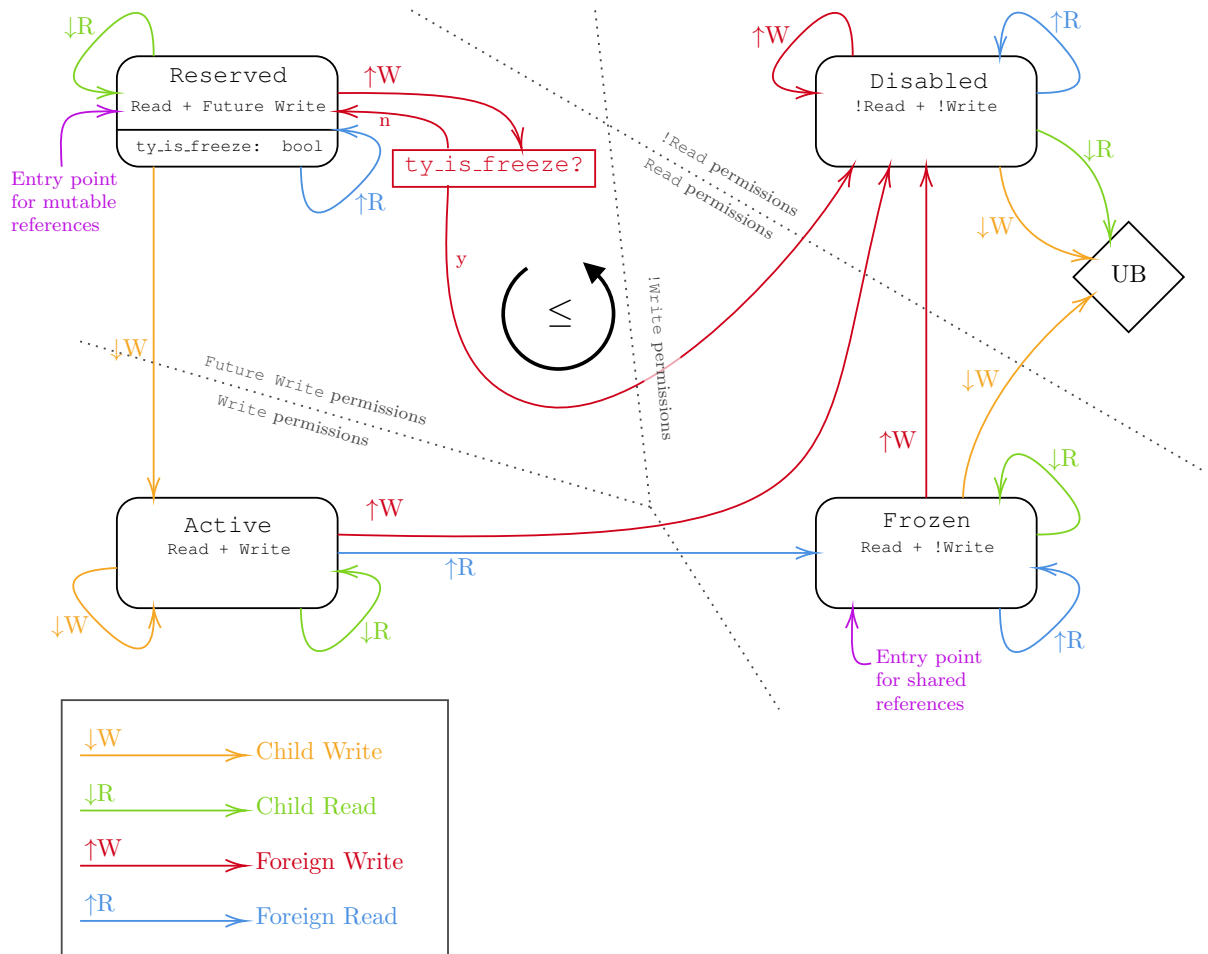 ↓R
Reserved
Read + Future Write
ty_is_freeze: bool
↑W
n
ty_is_freeze?
↑R
Entry point
for mutable
references
y
≤
↑W
Disabled
!Read + !Write
↑R
↓R
↓W
UB
!Read permissions
Read permissions
!Write permissions
↓W
Future Write permissions
Write permissions
↓W
↑W
Active
Read + Write
↑W
↑R
↓W
↓R
Frozen
Read + !Write
↓R
↑R
Entry point
for shared
references
↓W
Child Write
↓R
Child Read
↑W
Foreign Write
↑R
Foreign Read